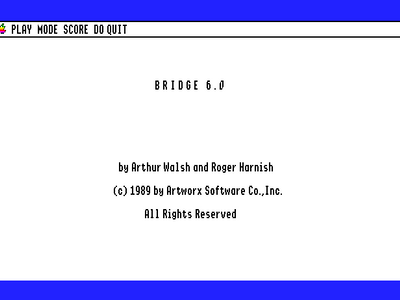 PLAY MODE SCORE DO QUIT
BRIDGE 6.0
by Arthur Walsh and Roger Harnish
(c) 1989 by Artworx Software Co.,Inc.
All Rights Reserved